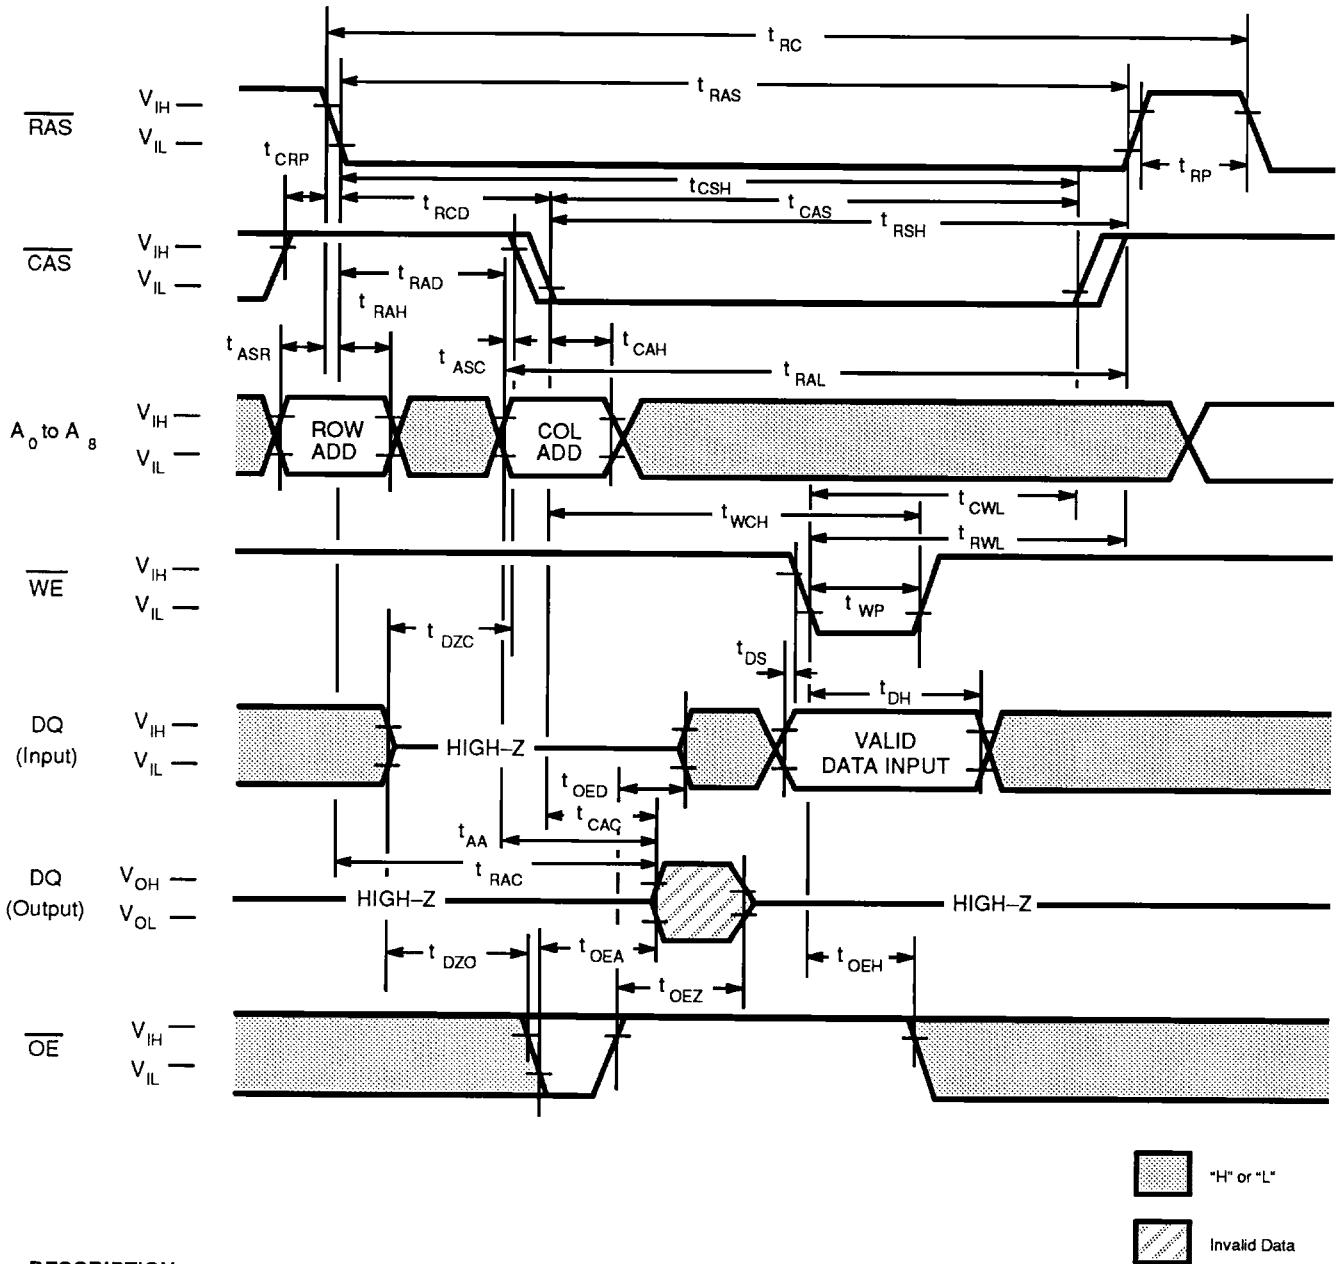 t RC
t RAS
RAS
V IH
V IL
t CRP
t RP
t CSH
t RCD
t CAS
t RSH
CAS
V IH
V IL
t RAD
t RAH
t ASR
t ASC
t CAH
t RAL
A 0 to A 8
V IH
V IL
ROW ADD
COL ADD
t CWL
t WCH
t RWL
WE
V IH
V IL
t WP
t DZC
t DS
t DH
DQ
(Input)
V IH
V IL
HIGH–Z
VALID
DATA INPUT
t OED
t CAC
t AA
t RAC
DQ
(Output)
V OH
V OL
HIGH–Z
HIGH–Z
t DZO
t OEA
t OEH
t OEZ
OE
V IH
V IL
"H" or "L"
Invalid Data